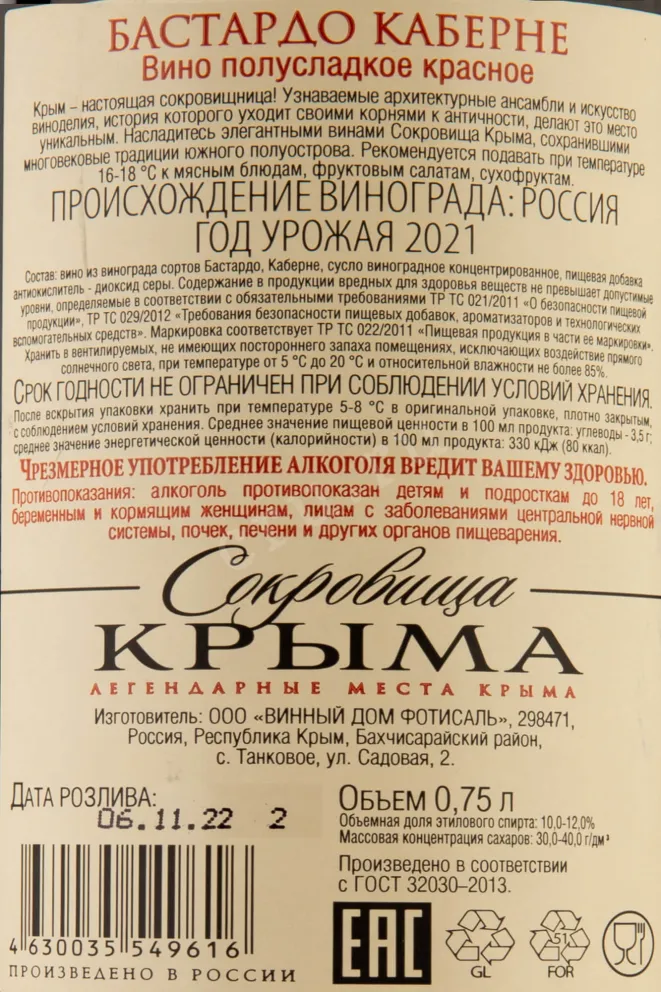 БАСТАРДО КАБЕРНЕ
Вино полусладкое красное
Крым – настоящая сокровищница! Узнаваемые архитектурные ансамбли и искусство
виноделия, история которого уходит своими корнями к античности, делают это место
уникальным. Насладитесь элегантными винами Сокровища Крыма, сохранившими
многовековые традиции южного полуострова. Рекомендуется подавать при температуре
16-18 °С к мясным блюдам, фруктовым салатам, сухофруктам.
ПРОИСХОЖДЕНИЕ ВИНОГРАДА: РОССИЯ
ГОД УРОЖАЯ 2021
Состав: вино из винограда сортов Бастардо, Каберне, сусло виноградное концентрированное, пищевая добавка
антиокислитель - диоксид серы. Содержание в продукции вредных для здоровья веществ не превышает допустимые
уровни, определяемые в соответствии с обязательными требованиями ТР ТС 021/2011 «О безопасности пищевой
продукции», ТР ТС 029/2012 «Требования безопасности пищевых добавок, ароматизаторов и технологических
вспомогательных средств». Маркировка соответствует ТР ТС 022/2011 «Пищевая продукция в части ее маркировки».
Хранить в вентилируемых, не имеющих постороннего запаха помещениях, исключающих воздействие прямого
солнечного света, при температуре от 5 °С до 20 °С и относительной влажности не более 85%.
СРОК ГОДНОСТИ НЕ ОГРАНИЧЕН ПРИ СОБЛЮДЕНИИ УСЛОВИЙ ХРАНЕНИЯ.
После вскрытия упаковки хранить при температуре 5-8 °С в оригинальной упаковке, плотно закрытым,
с соблюдением условий хранения. Среднее значение пищевой ценности в 100 мл продукта: углеводы - 3,5 г;
среднее значение энергетической ценности (калорийности) в 100 мл продукта: 330 кДж (80 ккал).
ЧРЕЗМЕРНОЕ УПОТРЕБЛЕНИЕ АЛКОГОЛЯ ВРЕДИТ ВАШЕМУ ЗДОРОВЬЮ.
Противопоказания: алкоголь противопоказан детям и подросткам до 18 лет,
беременным и кормящим женщинам, лицам с заболеваниями центральной нервной
системы, почек, печени и других органов пищеварения.
Сокровища
КРЫМА
ЛЕГЕНДАРНЫЕ МЕСТА КРЫМА
Изготовитель: ООО «ВИННЫЙ ДОМ ФОТИСАЛЬ», 298471,
Россия, Республика Крым, Бахчисарайский район,
с. Танковое, ул. Садовая, 2.
ДАТА РОЗЛИВА:
06.11.22 2
ОБЪЕМ 0,75 Л
Объемная доля этилового спирта: 10,0-12,0%
Массовая концентрация сахаров: 30,0-40,0 г/дм³
Произведено в соответствии
с ГОСТ 32030–2013.
4 630035 549616
ПРОИЗВЕДЕНО В РОССИИ
EAC
GL
51
FOR